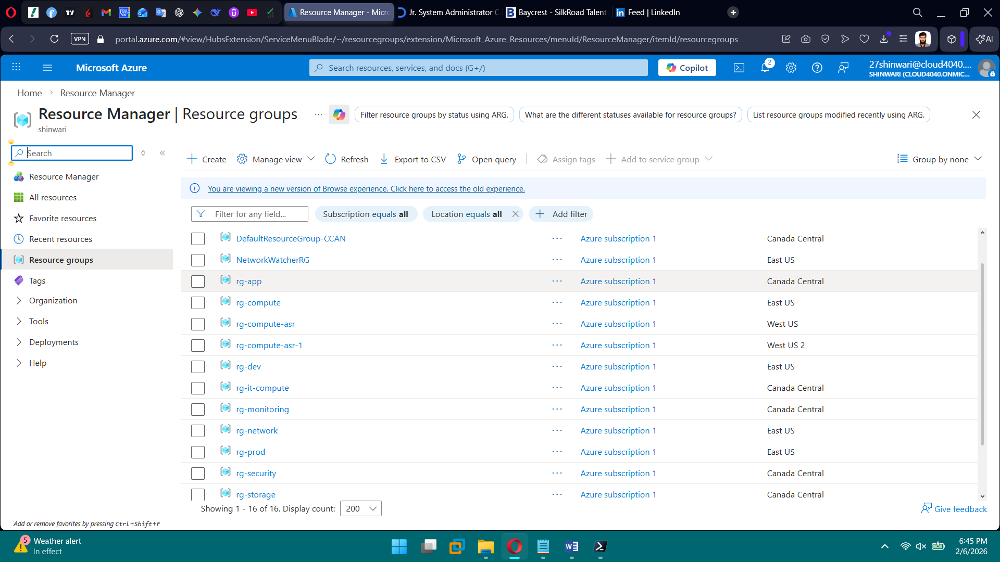 Resource Manager - Micro
Jr. System Administrator C
Baycrest - SilkRoad Talent
Feed | LinkedIn
VPN
portal.azure.com/#view/HubsExtension/ServiceMenuBlade/~/resourcegroups/extension/Microsoft_Azure_Resources/menuId/ResourceManager/itemId/resourcegroups
AI
Microsoft Azure
Search resources, services, and docs (G+/)
Copilot
2
27shinwari@cloud4040....
SHINWARI (CLOUD4040.ONMIC...
Home
Resource Manager
Resource Manager | Resource groups
shinwari
Filter resource groups by status using ARG.
What are the different statuses available for resource groups?
List resource groups modified recently using ARG.
Search
Create
Manage view
Refresh
Export to CSV
Open query
Assign tags
Add to service group
Group by none
Resource Manager
All resources
Favorite resources
Recent resources
Resource groups
Tags
Organization
Tools
Deployments
Help
You are viewing a new version of Browse experience. Click here to access the old experience.
Filter for any field...
Subscription equals all
Location equals all
Add filter
DefaultResourceGroup-CCAN ... Azure subscription 1 Canada Central
NetworkWatcherRG ... Azure subscription 1 East US
rg-app ... Azure subscription 1 Canada Central
rg-compute ... Azure subscription 1 East US
rg-compute-asr ... Azure subscription 1 West US
rg-compute-asr-1 ... Azure subscription 1 West US 2
rg-dev ... Azure subscription 1 East US
rg-it-compute ... Azure subscription 1 Canada Central
rg-monitoring ... Azure subscription 1 Canada Central
rg-network ... Azure subscription 1 East US
rg-prod ... Azure subscription 1 East US
rg-security ... Azure subscription 1 Canada Central
rg-storage ... Azure subscription 1 Canada Central
Showing 1 - 16 of 16. Display count: 200
Give feedback
Add or remove favorites by pressing Ctrl+Shift+F
5
Weather alert
In effect
6:45 PM
2/6/2026